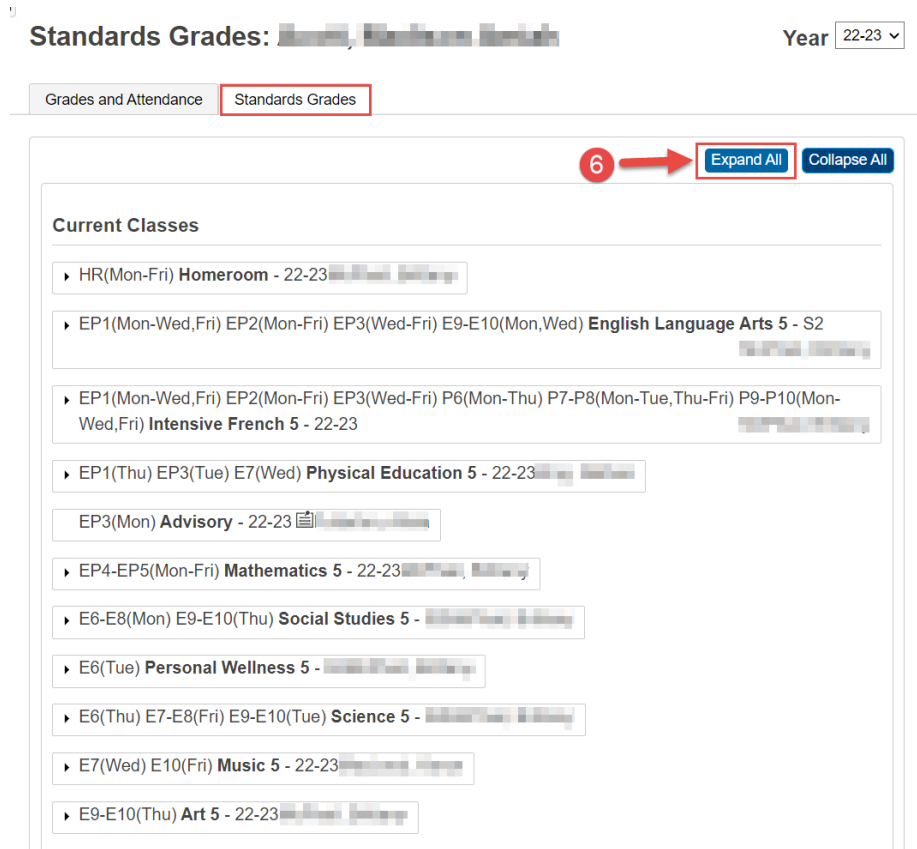 Standards Grades:
Year 22-23
Grades and Attendance Standards Grades
6 Expand All Collapse All
Current Classes
HR(Mon-Fri) Homeroom - 22-23
EP1(Mon-Wed,Fri) EP2(Mon-Fri) EP3(Wed-Fri) E9-E10(Mon,Wed) English Language Arts 5 - S2
EP1(Mon-Wed,Fri) EP2(Mon-Fri) EP3(Wed-Fri) P6(Mon-Thu) P7-P8(Mon-Tue,Thu-Fri) P9-P10(Mon-
Wed,Fri) Intensive French 5 - 22-23
EP1(Thu) EP3(Tue) E7(Wed) Physical Education 5 - 22-23
EP3(Mon) Advisory - 22-23
EP4-EP5(Mon-Fri) Mathematics 5 - 22-23
E6-E8(Mon) E9-E10(Thu) Social Studies 5 -
E6(Tue) Personal Wellness 5 -
E6(Thu) E7-E8(Fri) E9-E10(Tue) Science 5 -
E7(Wed) E10(Fri) Music 5 - 22-23
E9-E10(Thu) Art 5 - 22-23